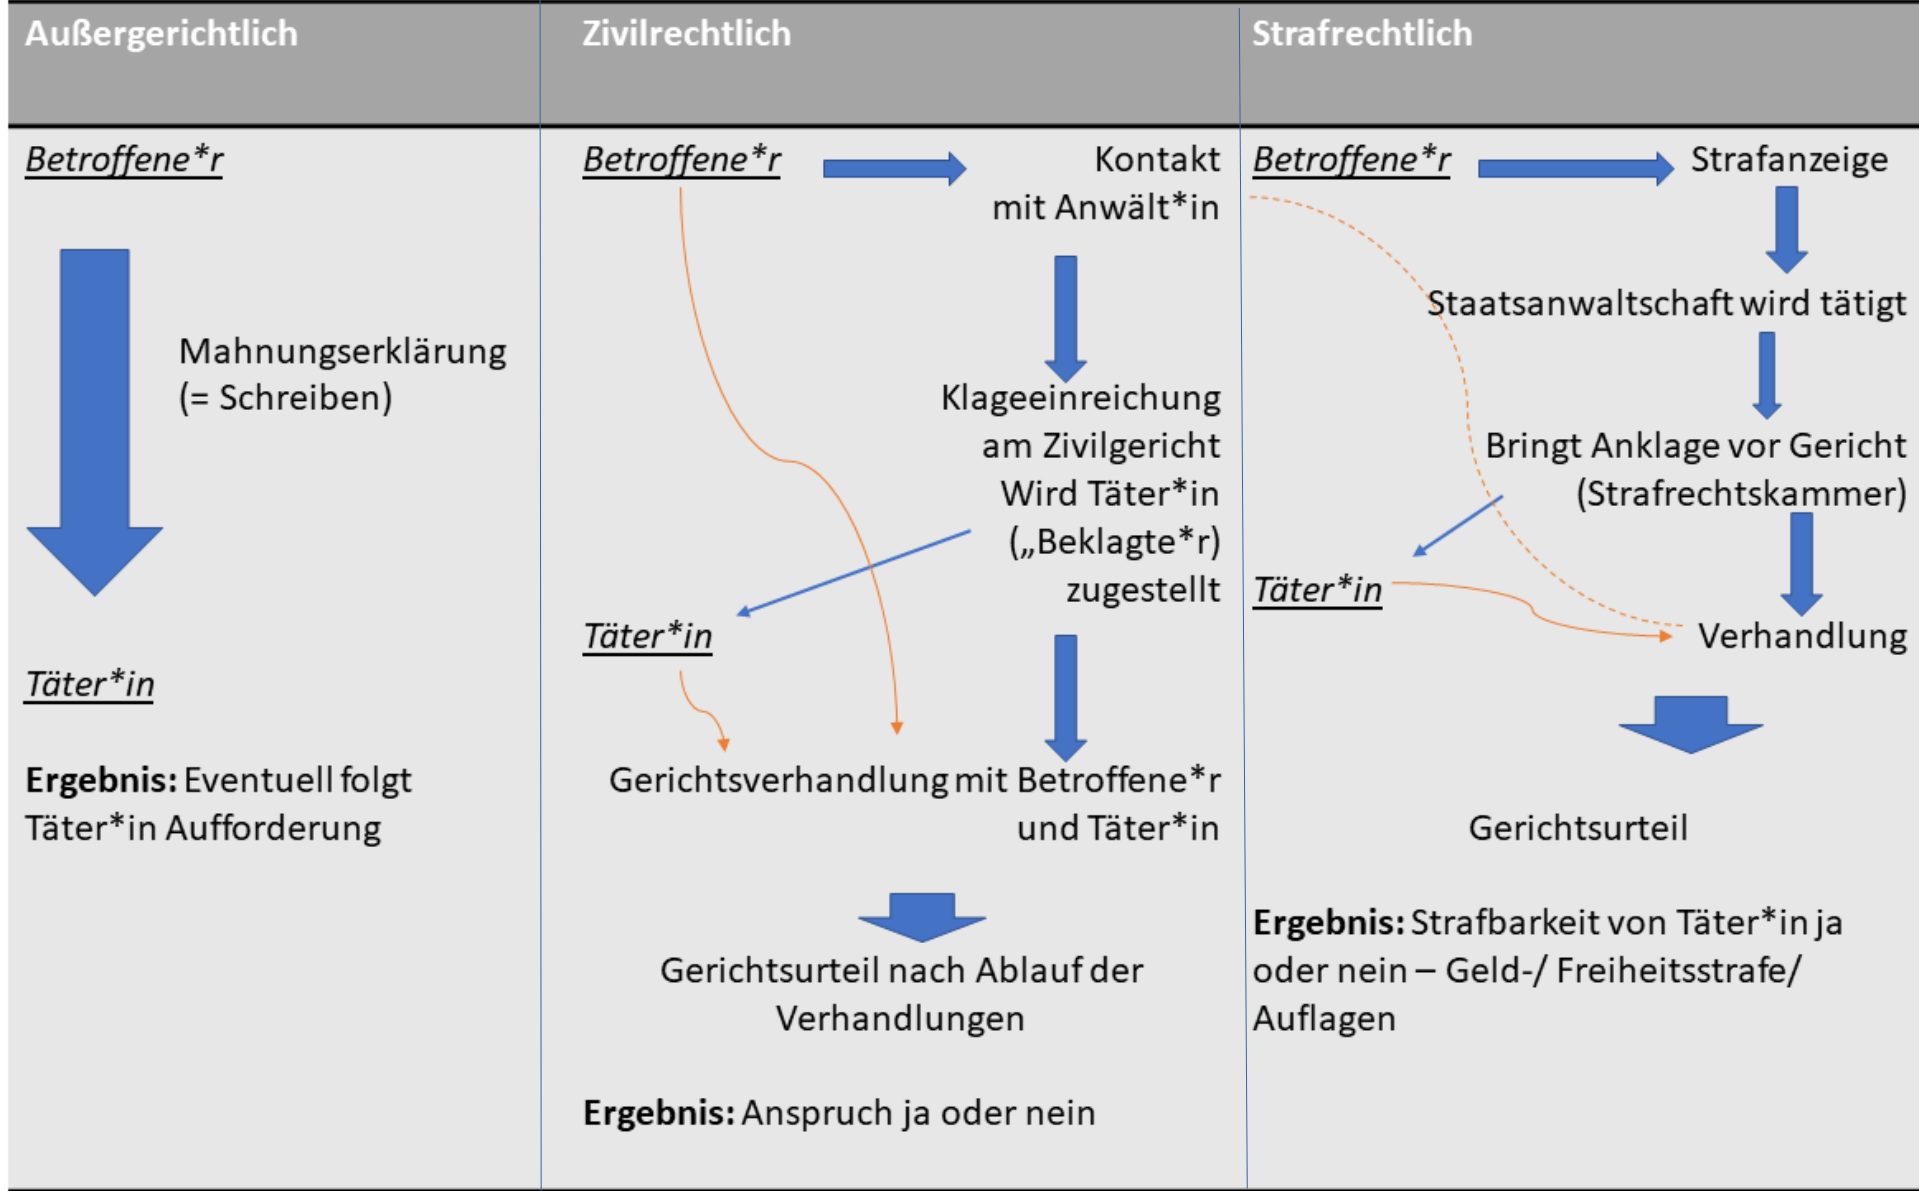 Außergerichtlich
Betroffene*r
Mahnungserklärung
(= Schreiben)
Täter*in
Ergebnis: Eventuell folgt
Täter*in Aufforderung
Zivilrechtlich
Betroffene*r
Kontakt
mit Anwält*in
Klageeinreichung
am Zivilgericht
Wird Täter*in
(„Beklagte*r)
zugestellt
Täter*in
Gerichtsverhandlung mit Betroffene*r
und Täter*in
Gerichtsurteil nach Ablauf der
Verhandlungen
Ergebnis: Anspruch ja oder nein
Strafrechtlich
Betroffene*r
Strafanzeige
Staatsanwaltschaft wird tätigt
Bringt Anklage vor Gericht
(Strafrechtskammer)
Täter*in
Verhandlung
Gerichtsurteil
Ergebnis: Strafbarkeit von Täter*in ja
oder nein – Geld-/ Freiheitsstrafe/
Auflagen